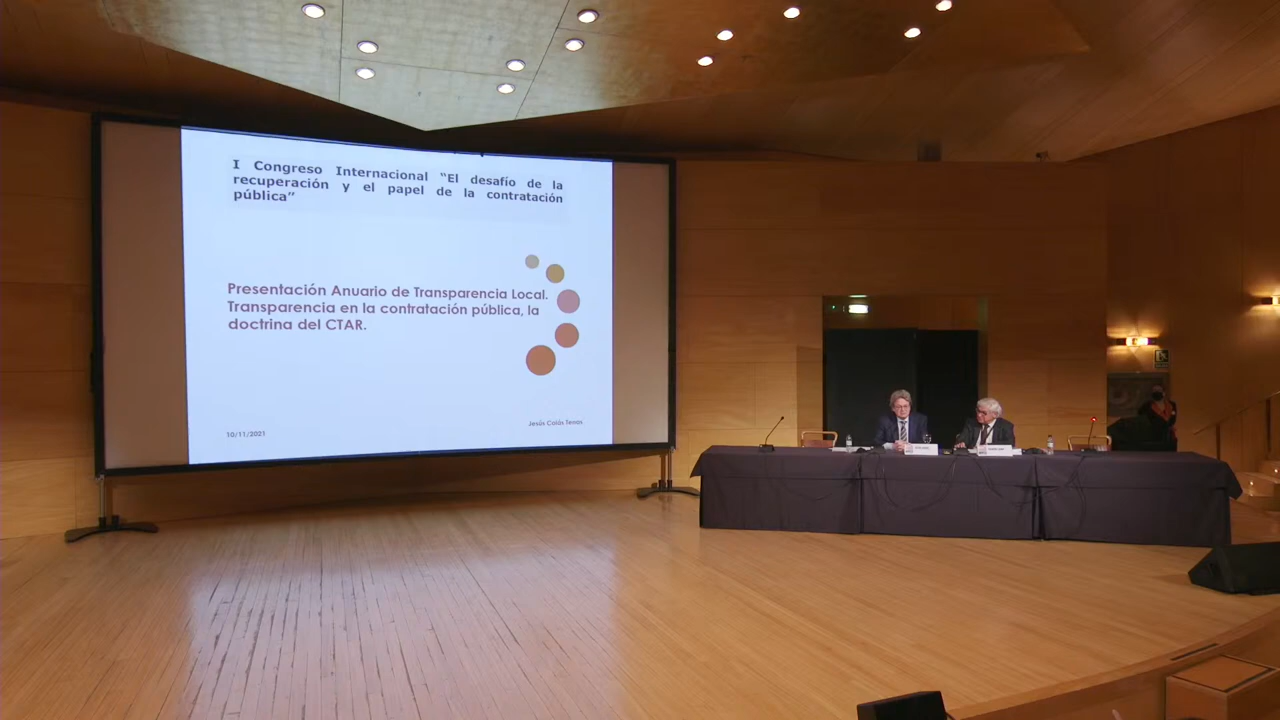 I Congreso Internacional “El desafío de la
recuperación y el papel de la contratación
pública”
Presentación Anuario de Transparencia Local.
Transparencia en la contratación pública, la
doctrina del CTAR.
Jesús Colás Tenas
10/11/2021